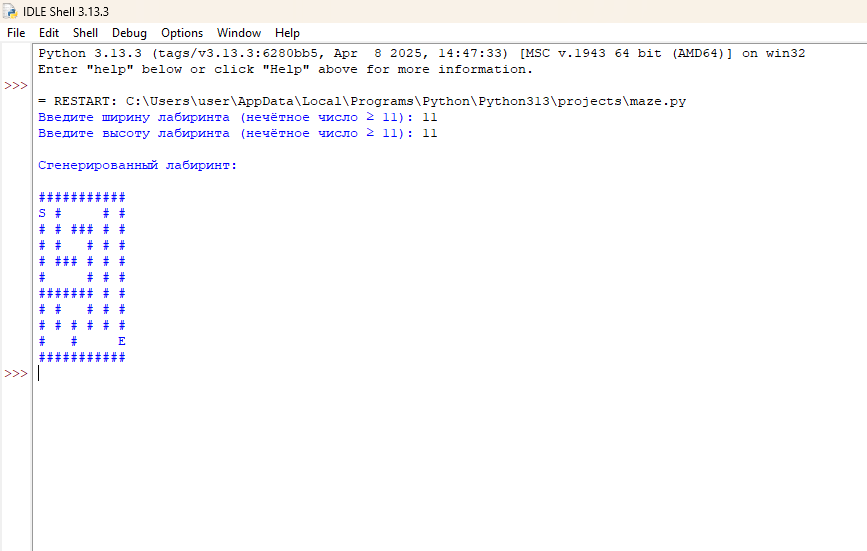 IDLE Shell 3.13.3
File Edit Shell Debug Options Window Help
Python 3.13.3 (tags/v3.13.3:6280bb5, Apr  8 2025, 14:47:33) [MSC v.1943 64 bit (AMD64)] on win32
Enter "help" below or click "Help" above for more information.
>>>
= RESTART: C:\Users\user\AppData\Local\Programs\Python\Python313\projects\maze.py
Введите ширину лабиринта (нечётное число ≥ 11): 11
Введите высоту лабиринта (нечётное число ≥ 11): 11
Сгенерированный лабиринт:
###########
S #     # #
# # ### # #
# #   # # #
# ### # # #
#     # # #
####### # #
# #   # # #
# # # # # #
#   #     E
###########
>>>